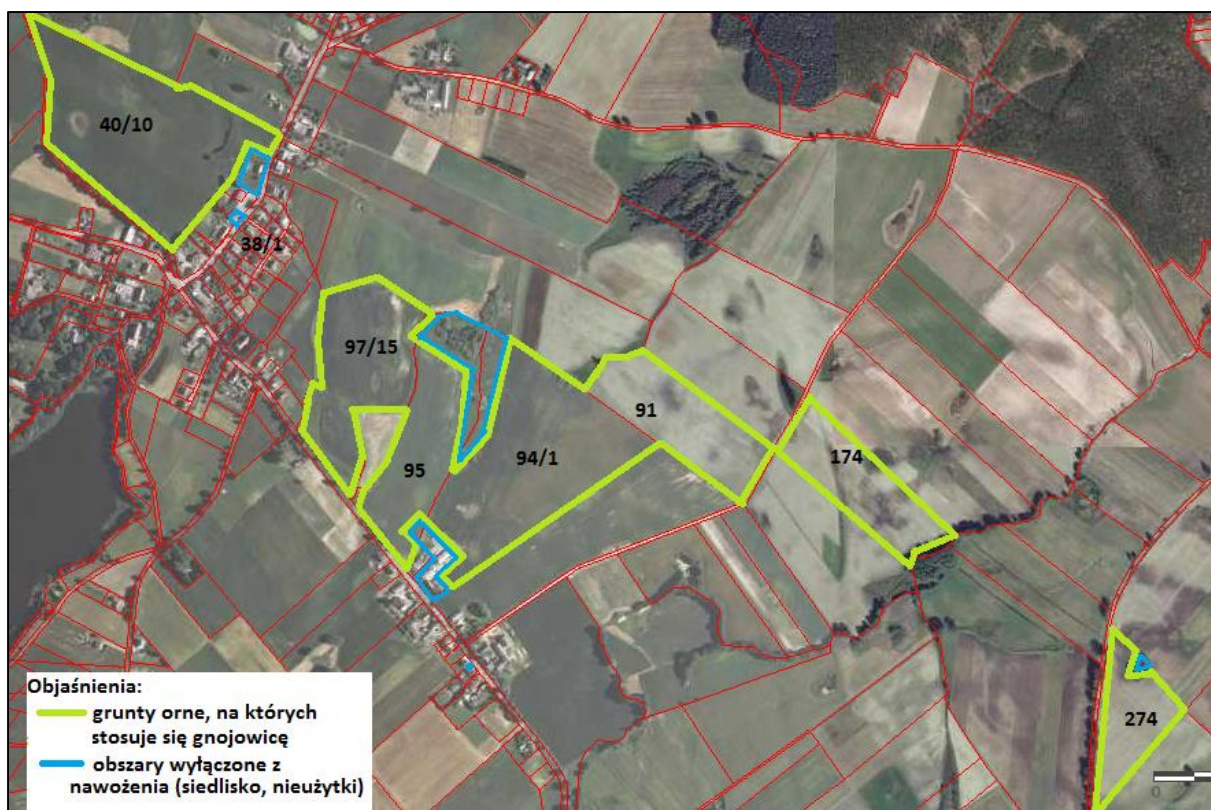 40/10
38/1
97/15
91
95
94/1
174
274
0
Objaśnienia:
grunty orne, na których
stosuje się gnojowicę
obszary wyłączone z
nawożenia (siedlisko, nieużytki)